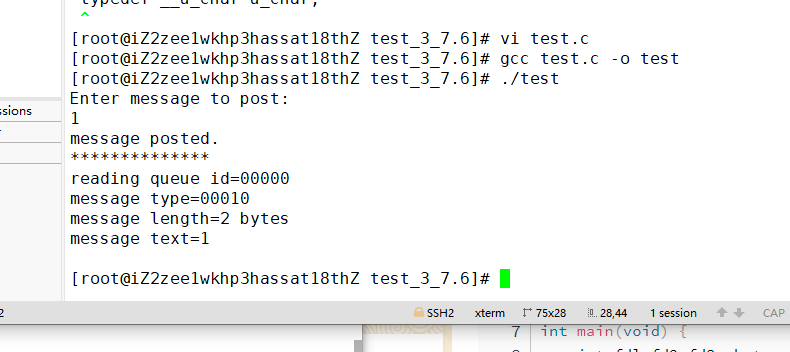 typedef __u_char u_char;
^
[root@iZ2zee1wkhp3hassat18thZ test_3_7.6]# vi test.c
[root@iZ2zee1wkhp3hassat18thZ test_3_7.6]# gcc test.c -o test
[root@iZ2zee1wkhp3hassat18thZ test_3_7.6]# ./test
Enter message to post:
1
message posted.
**************
reading queue id=00000
message type=00010
message length=2 bytes
message text=1
[root@iZ2zee1wkhp3hassat18thZ test_3_7.6]#
ssions
2
SSH2
xterm
75x28
28,44
1 session
CAP
7 int main(void) {